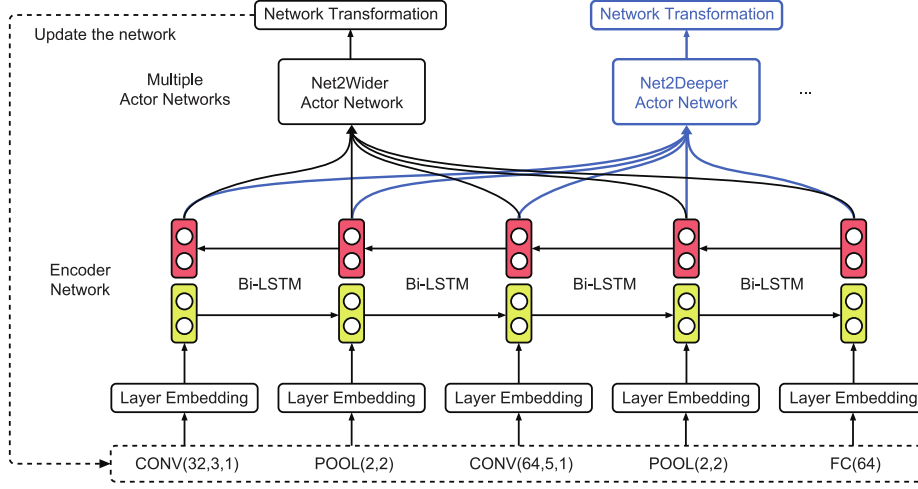 Network Transformation
Network Transformation
Update the network
Multiple
Actor Networks
Net2Wider
Actor Network
Net2Deeper
Actor Network
...
Encoder
Network
Bi-LSTM
Bi-LSTM
Bi-LSTM
Bi-LSTM
Layer Embedding
Layer Embedding
Layer Embedding
Layer Embedding
Layer Embedding
CONV(32,3,1)
POOL(2,2)
CONV(64,5,1)
POOL(2,2)
FC(64)